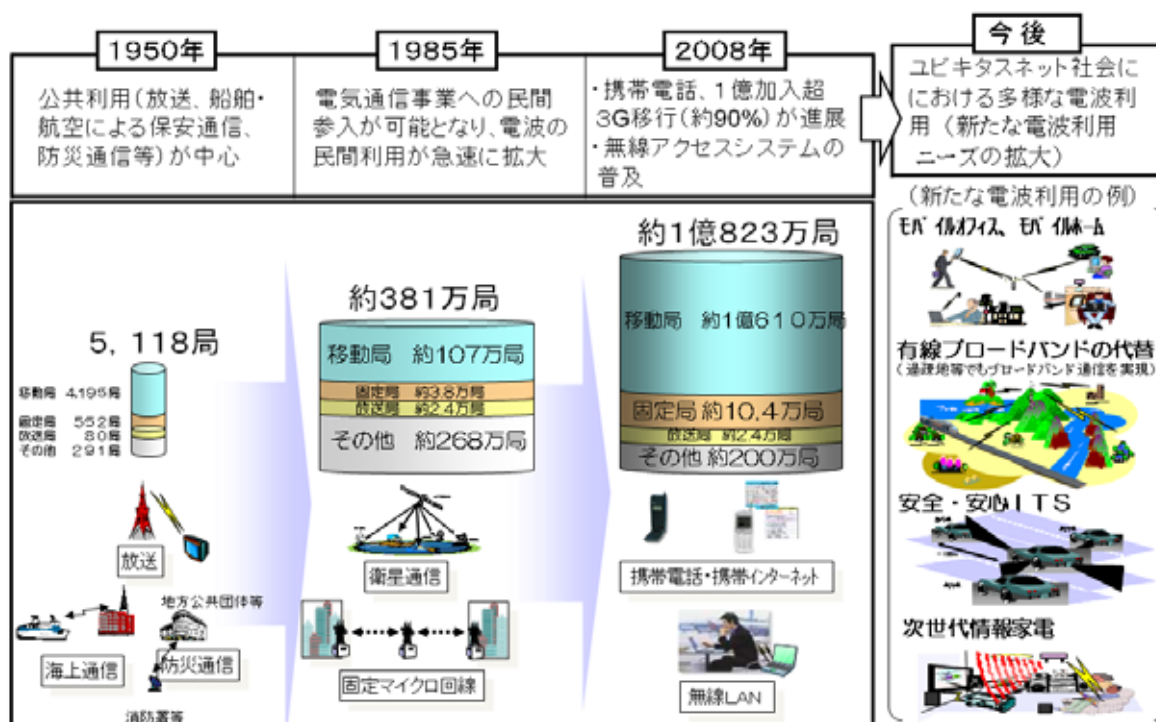 1950年
公共利用(放送、船舶・
航空による保安通信、
防災通信等)が中心
1985年
電気通信事業への民間
参入が可能となり、電波の
民間利用が急速に拡大
2008年
・携帯電話、1億加入超
3G移行(約90%)が進展
・無線アクセスシステムの
普及
今後
ユビキタスネット社会に
における多様な電波利
用(新たな電波利用
ニーズの拡大)
5,118局
移動局 4,195局
固定局 552局
放送局 80局
その他 291局
放送
地方公共団体等
海上通信
防災通信
消防署等
約381万局
移動局 約107万局
固定局 約3.8万局
放送局 約2.4万局
その他 約268万局
衛星通信
固定マイクロ回線
約1億823万局
移動局 約1億610万局
固定局 約10.4万局
放送局 約2.4万局
その他 約200万局
携帯電話・携帯インターネット
無線LAN
(新たな電波利用の例)
モバイルオフィス、モバイルホーム
有線ブロードバンドの代替
(過疎地等でもブロードバンド通信を実現)
安全・安心ITS
次世代情報家電